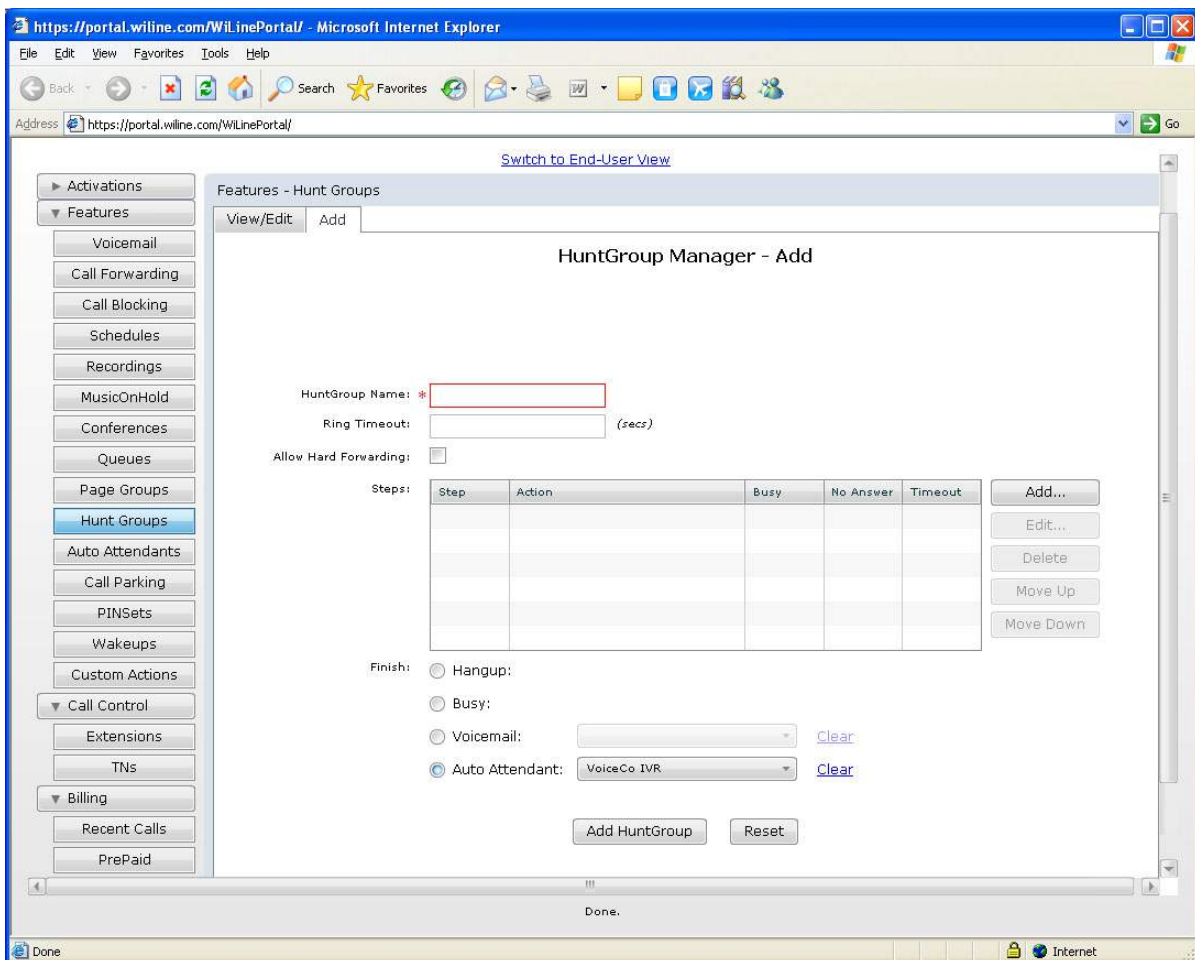 https://portal.wiline.com/WiLinePortal/ - Microsoft Internet Explorer
File Edit View Favorites Tools Help
Back Search Favorites
Address https://portal.wiline.com/WiLinePortal/ Go
Switch to End-User View
Activations
Features
Voicemail
Call Forwarding
Call Blocking
Schedules
Recordings
MusicOnHold
Conferences
Queues
Page Groups
Hunt Groups
Auto Attendants
Call Parking
PINSets
Wakeups
Custom Actions
Call Control
Extensions
TNs
Billing
Recent Calls
PrePaid
Features - Hunt Groups
View/Edit Add
HuntGroup Manager - Add
HuntGroup Name: *
Ring Timeout: (secs)
Allow Hard Forwarding:
Steps: Step Action Busy No Answer Timeout
Add...
Edit...
Delete
Move Up
Move Down
Finish: Hangup:
Busy:
Voicemail: Clear
Auto Attendant: VoiceCo IVR Clear
Add HuntGroup Reset
Done.
Done Internet